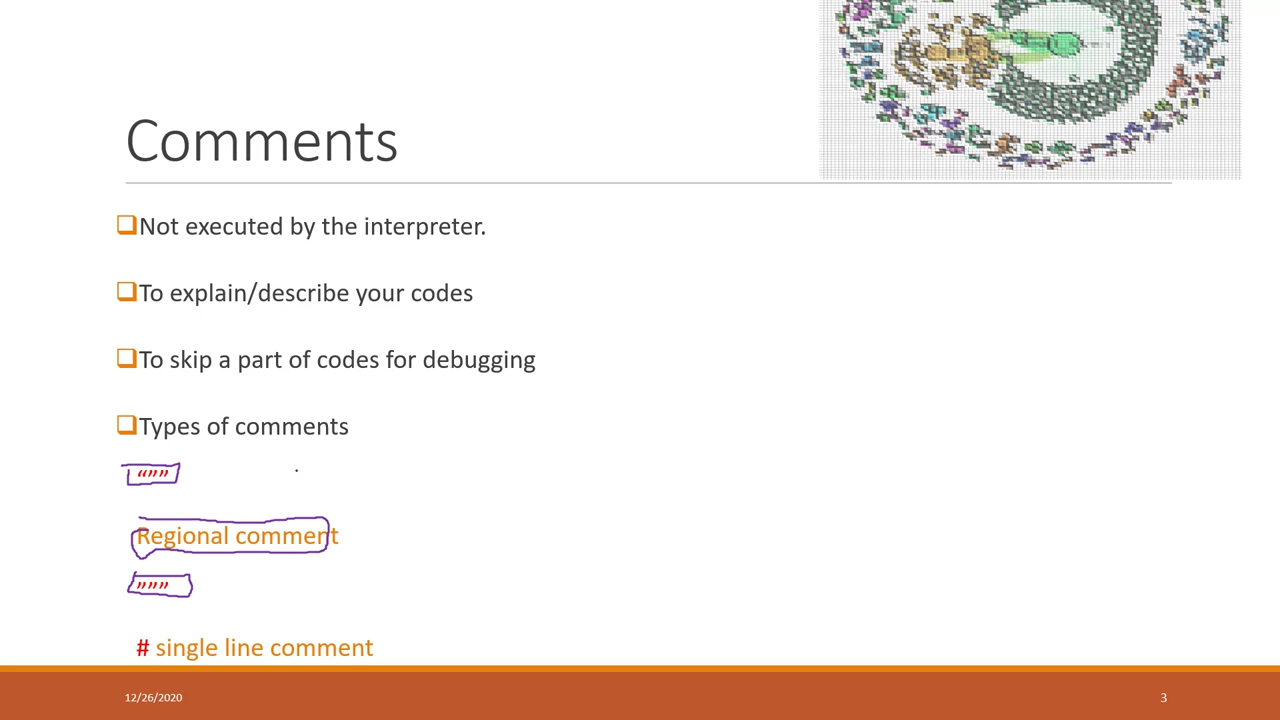 Comments
Not executed by the interpreter.
To explain/describe your codes
To skip a part of codes for debugging
Types of comments
“””
Regional comment
”””
# single line comment
12/26/2020
3